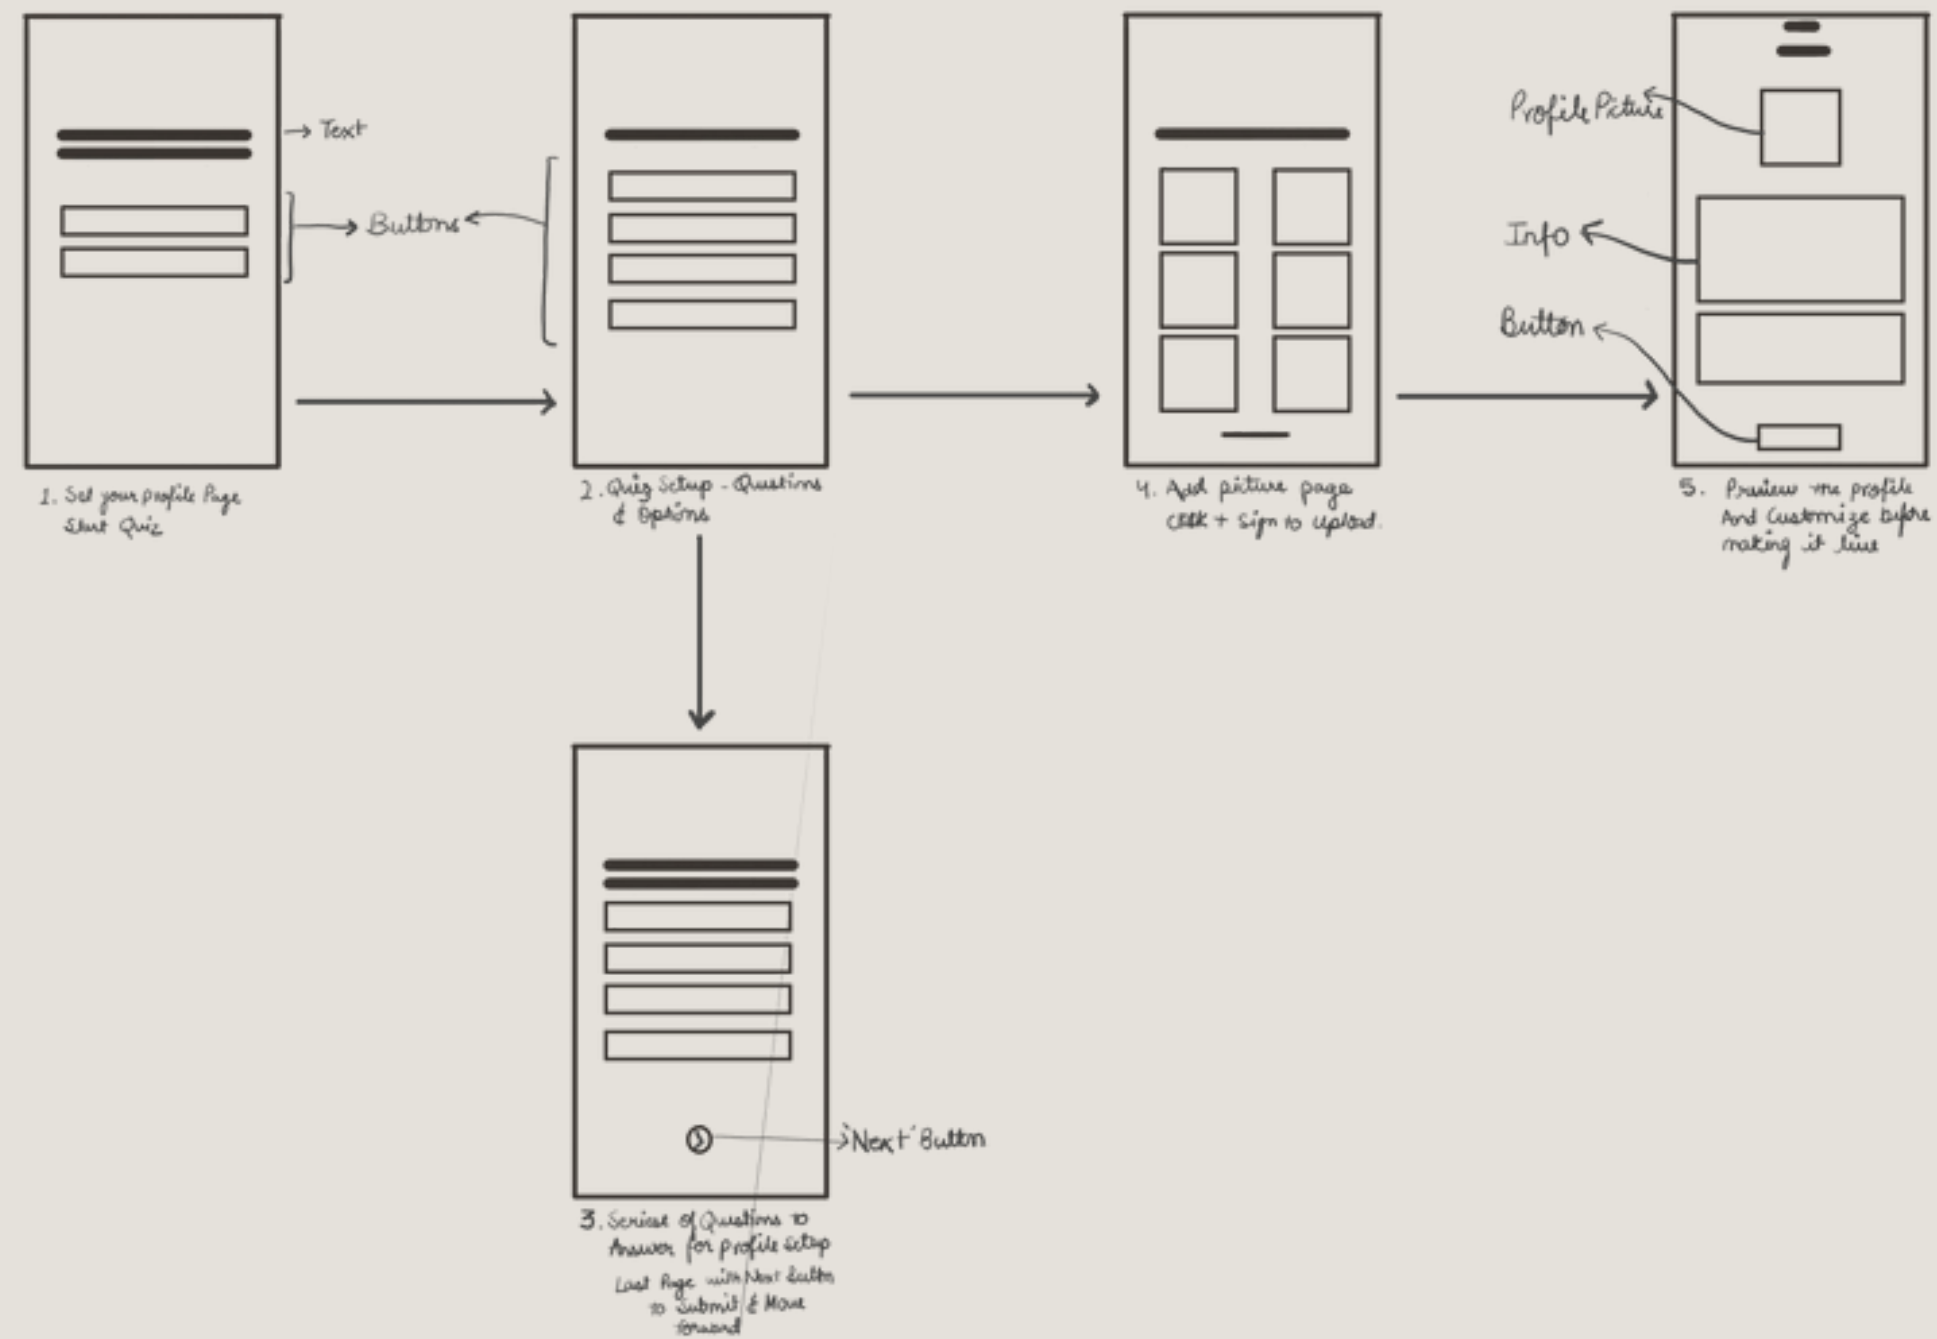 Text
Buttons
1. Set your profile Page
Start Quiz
2. Quiz Setup - Questions
& Options
4. Add picture page
Click + Sign to upload.
Profile Picture
Info
Button
5. Preview the profile
And Customize before
making it live
'Next' Button
3. Series of Questions to
Answer for profile setup
Last Page with Next button
to Submit & Move
forward